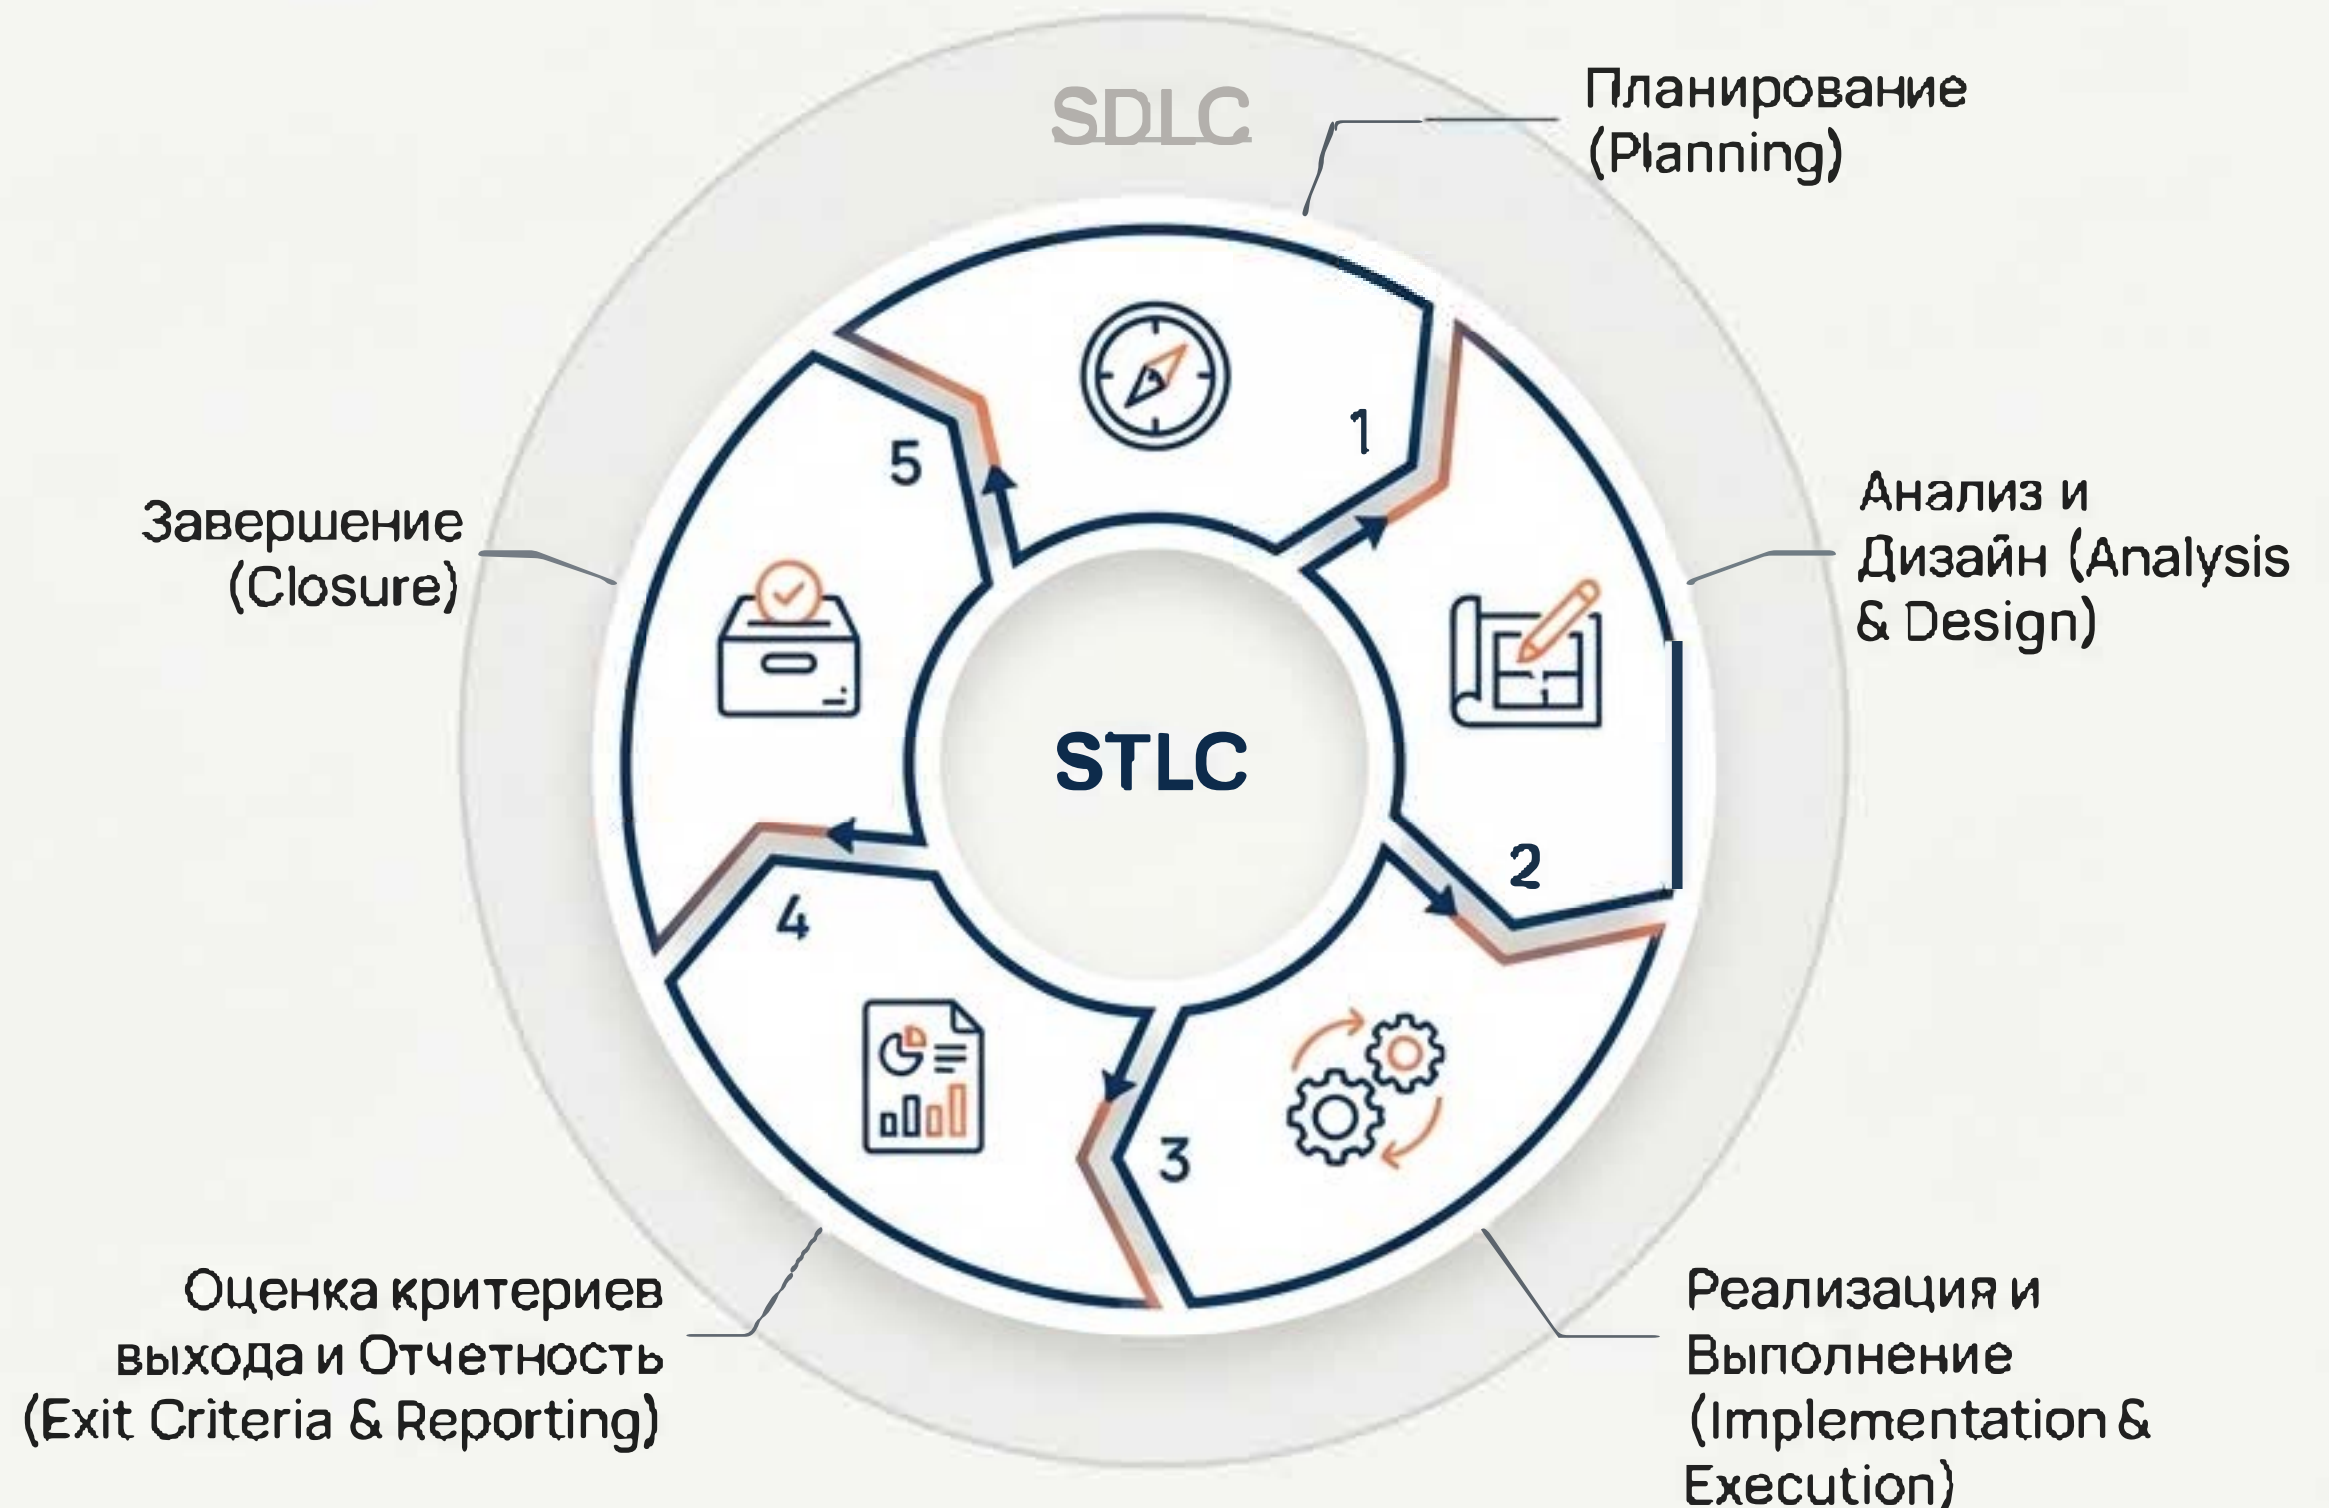 SDLC
Планирование
(Planning)
1
Анализ и
Дизайн (Analysis
& Design)
2
Реализация и
Выполнение
(Implementation &
Execution)
3
Оценка критериев
выхода и Отчетность
(Exit Criteria & Reporting)
4
Завершение
(Closure)
5
STLC